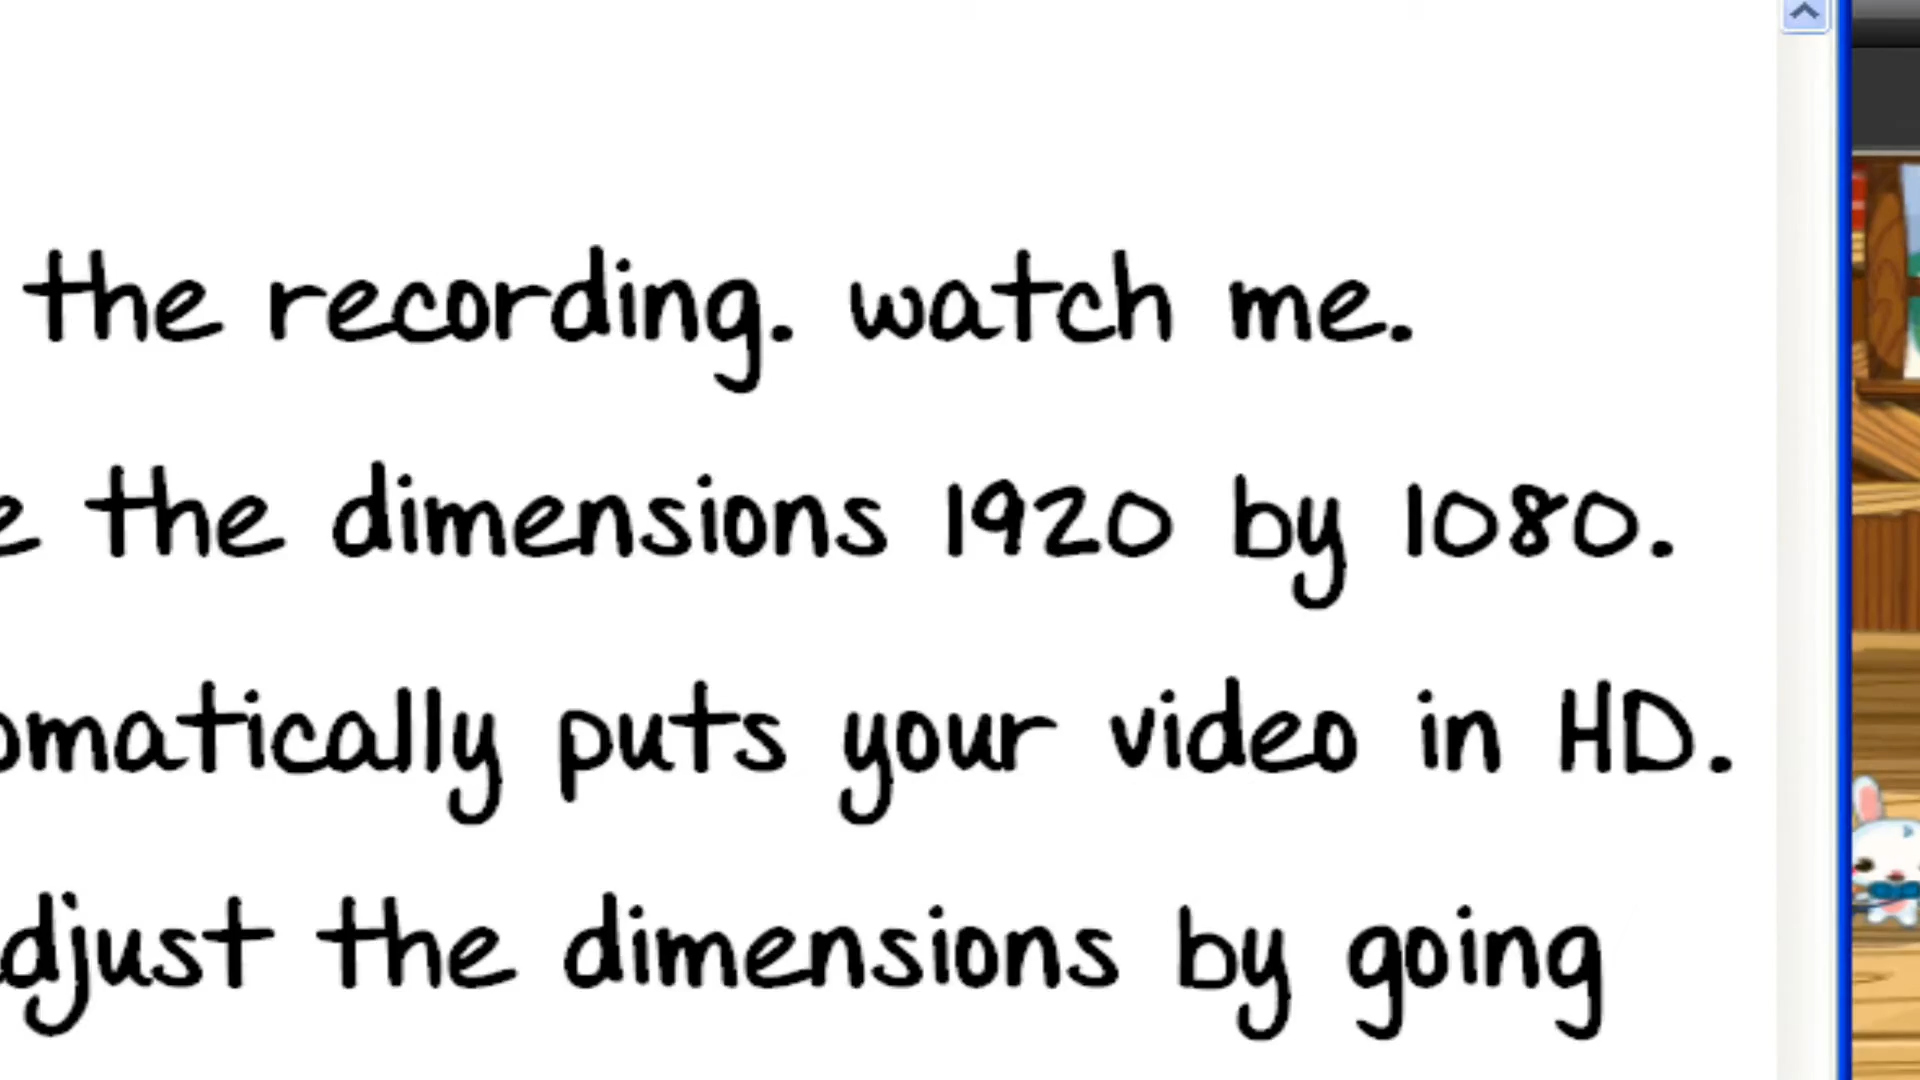 the recording. watch me.
the dimensions 1920 by 1080.
puts your video in HD.
the dimensions by going